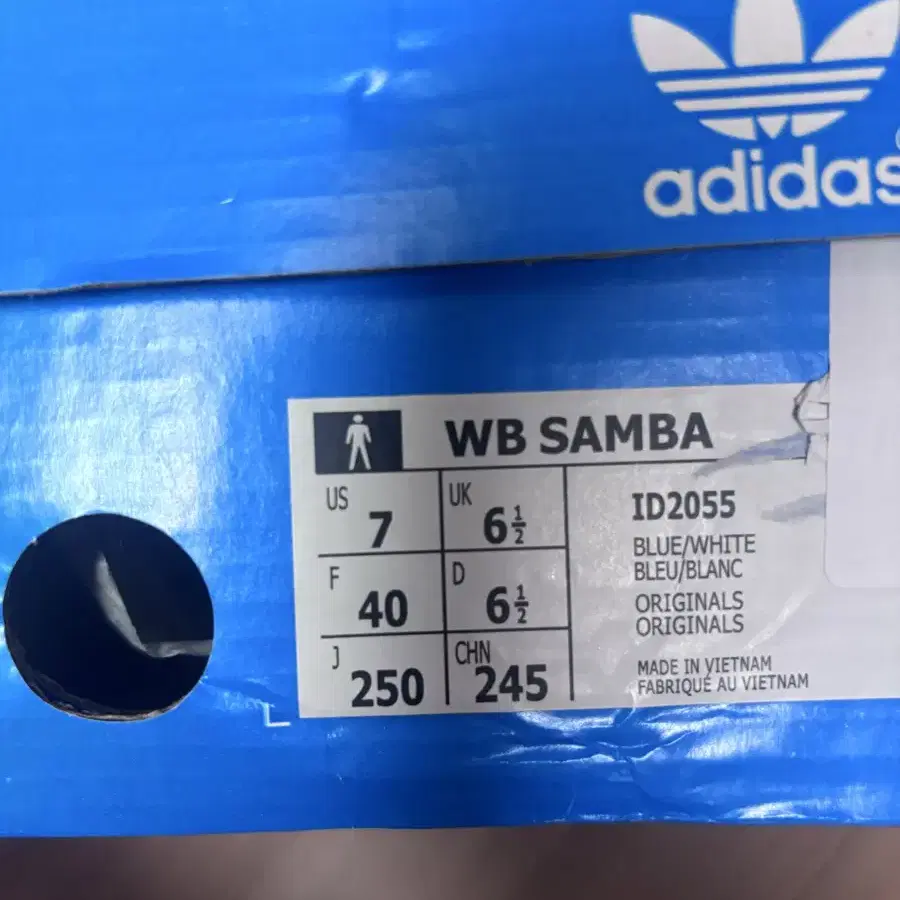 adidas
WB SAMBA
US 7
UK 6½
F 40
D 6½
J 250
CHN 245
ID2055
BLUE/WHITE
BLEU/BLANC
ORIGINALS
ORIGINALS
MADE IN VIETNAM
FABRIQUÉ AU VIETNAM